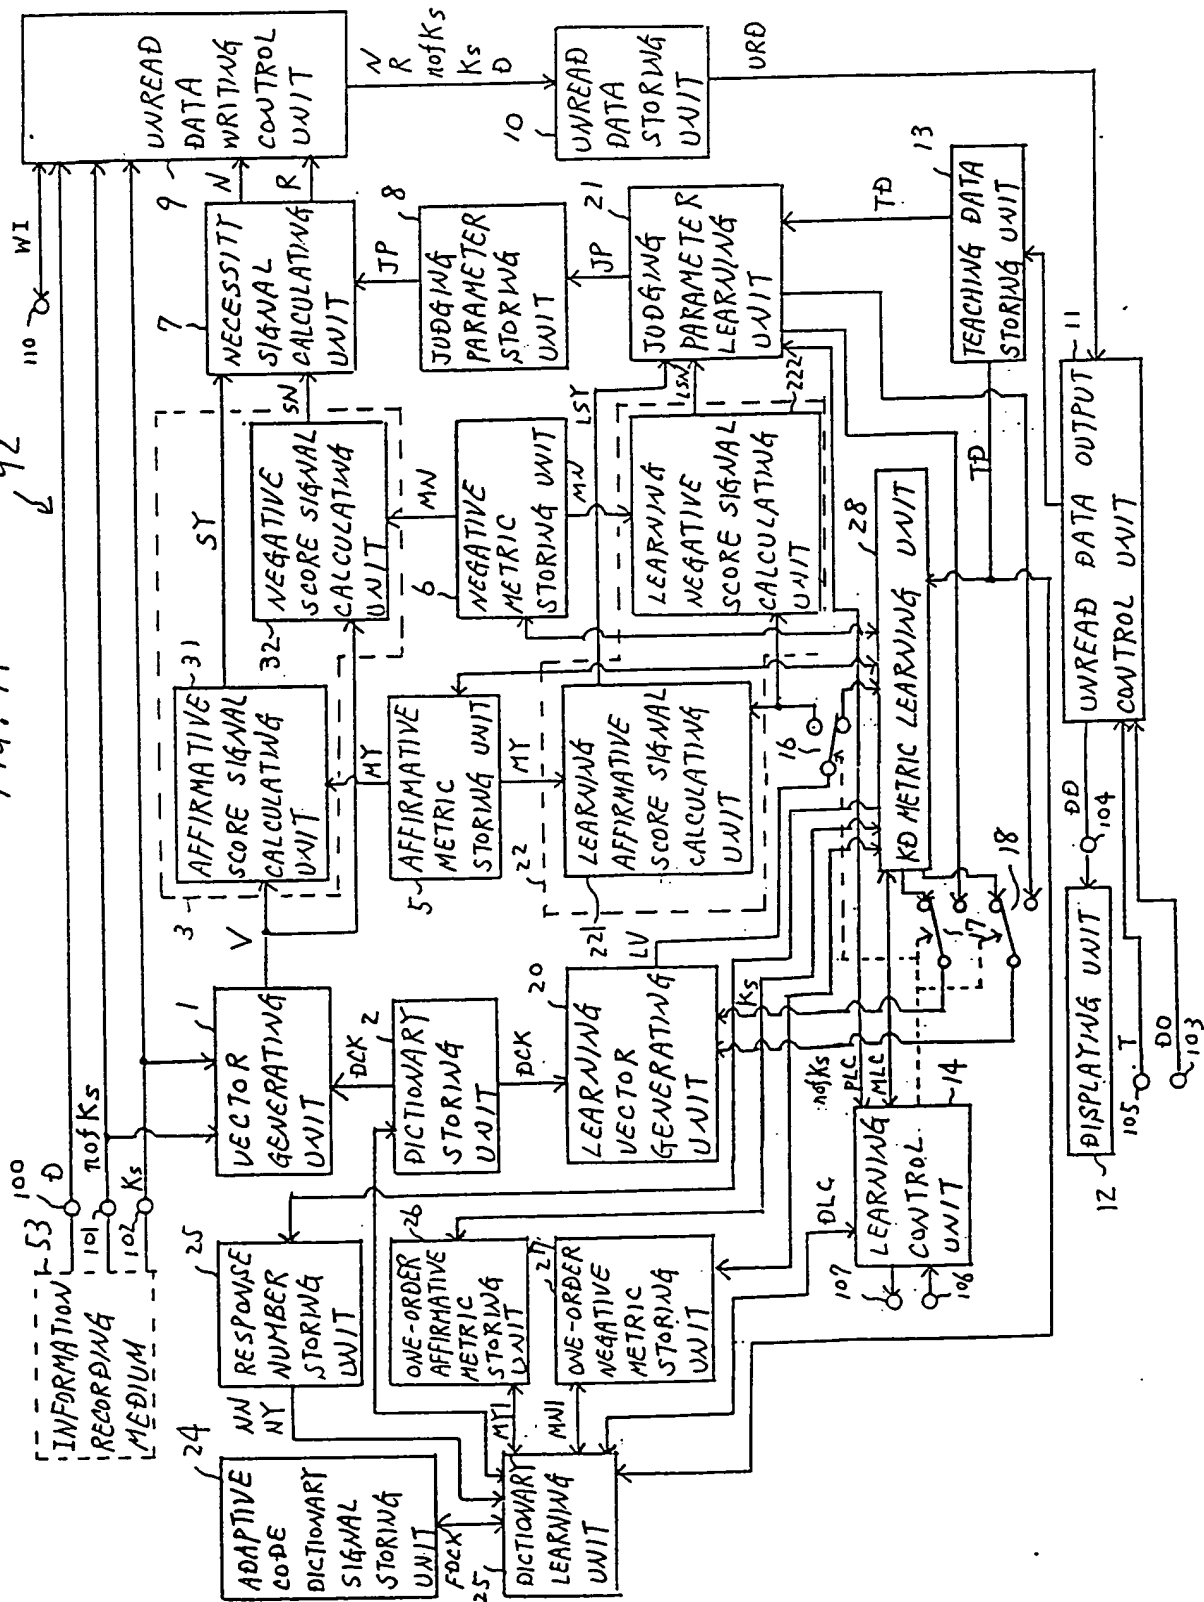 92
53
INFORMATION
RECORDING
MEDIUM
100
D
101
nofKs
102
Ks
110
WI
9
UNREAD
DATA
WRITING
CONTROL
UNIT
N
R
nofKs
Ks
D
10
UNREAD
DATA
STORING
UNIT
URD
1
VECTOR
GENERATING
UNIT
V
3
31
AFFIRMATIVE
SCORE SIGNAL
CALCULATING
UNIT
SY
32
NEGATIVE
SCORE SIGNAL
CALCULATING
UNIT
SN
7
NECESSITY
SIGNAL
CALCULATING
UNIT
N
R
24
ADAPTIVE
CODE
DICTIONARY
SIGNAL
STORING
UNIT
25
RESPONSE
NUMBER
STORING
UNIT
NN
NY
DCK
2
DICTIONARY
STORING
UNIT
DCK
MY
5
AFFIRMATIVE
METRIC
STORING UNIT
MY
MN
6
NEGATIVE
METRIC
STORING UNIT
MN
JP
8
JUDGING
PARAMETER
STORING
UNIT
JP
FDCK
25
DICTIONARY
LEARNING
UNIT
MY1
26
ONE-ORDER
AFFIRMATIVE
METRIC
STORING
UNIT
MN1
27
ONE-ORDER
NEGATIVE
METRIC
STORING
UNIT
20
LEARNING
VECTOR
GENERATING
UNIT
LV
22
221
LEARNING
AFFIRMATIVE
SCORE SIGNAL
CALCULATING
UNIT
LSY
LEARNING
NEGATIVE
SCORE SIGNAL
CALCULATING
UNIT
222
LSN
21
JUDGING
PARAMETER
LEARNING
UNIT
TD
13
TEACHING DATA
STORING UNIT
TD
DLC
nofKs
PLC
MLC
Ks
14
LEARNING
CONTROL
UNIT
107
106
16
17
18
28
KD METRIC LEARNING UNIT
11
UNREAD DATA OUTPUT
CONTROL UNIT
DD
104
12
DISPLAYING UNIT
105
T
DO
103